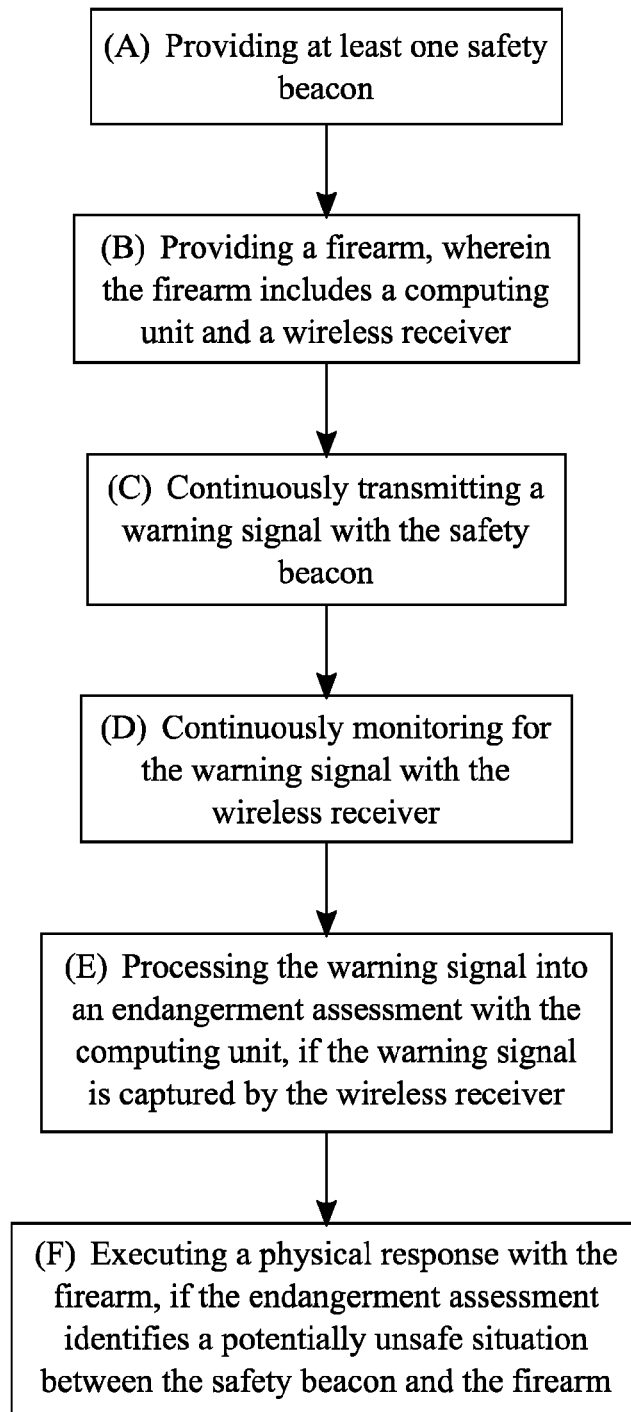 (A) Providing at least one safety
beacon
(B) Providing a firearm, wherein
the firearm includes a computing
unit and a wireless receiver
(C) Continuously transmitting a
warning signal with the safety
beacon
(D) Continuously monitoring for
the warning signal with the
wireless receiver
(E) Processing the warning signal into
an endangerment assessment with the
computing unit, if the warning signal
is captured by the wireless receiver
(F) Executing a physical response with the
firearm, if the endangerment assessment
identifies a potentially unsafe situation
between the safety beacon and the firearm